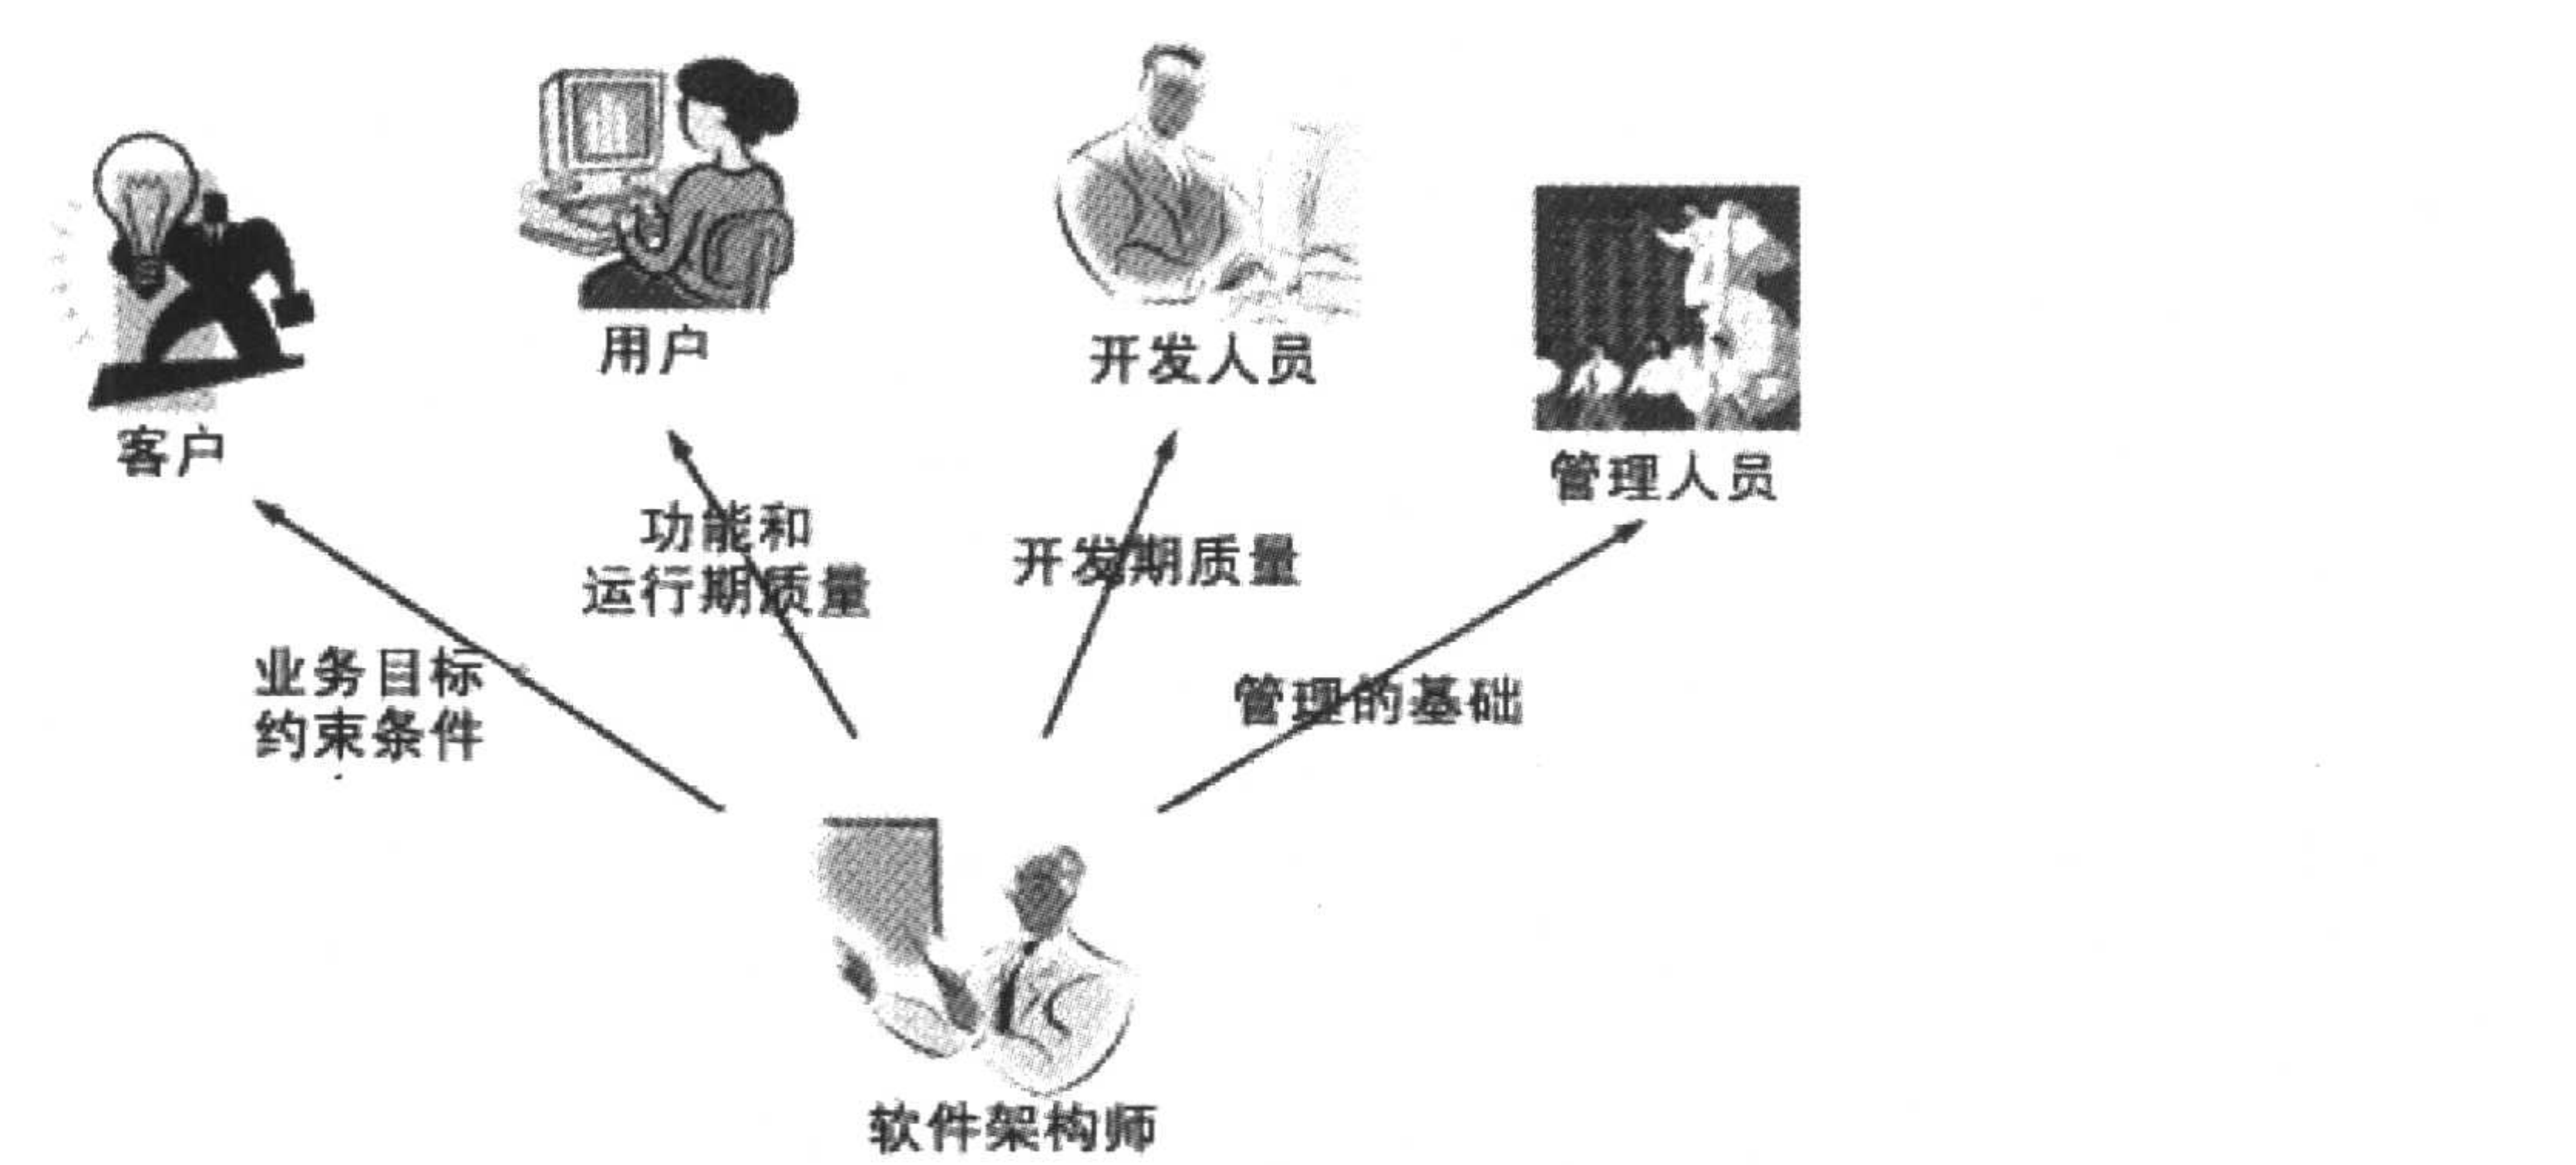 用户
开发人员
客户
管理人员
功能和
运行期质量
开发期质量
业务目标
约束条件
管理的基础
软件架构师